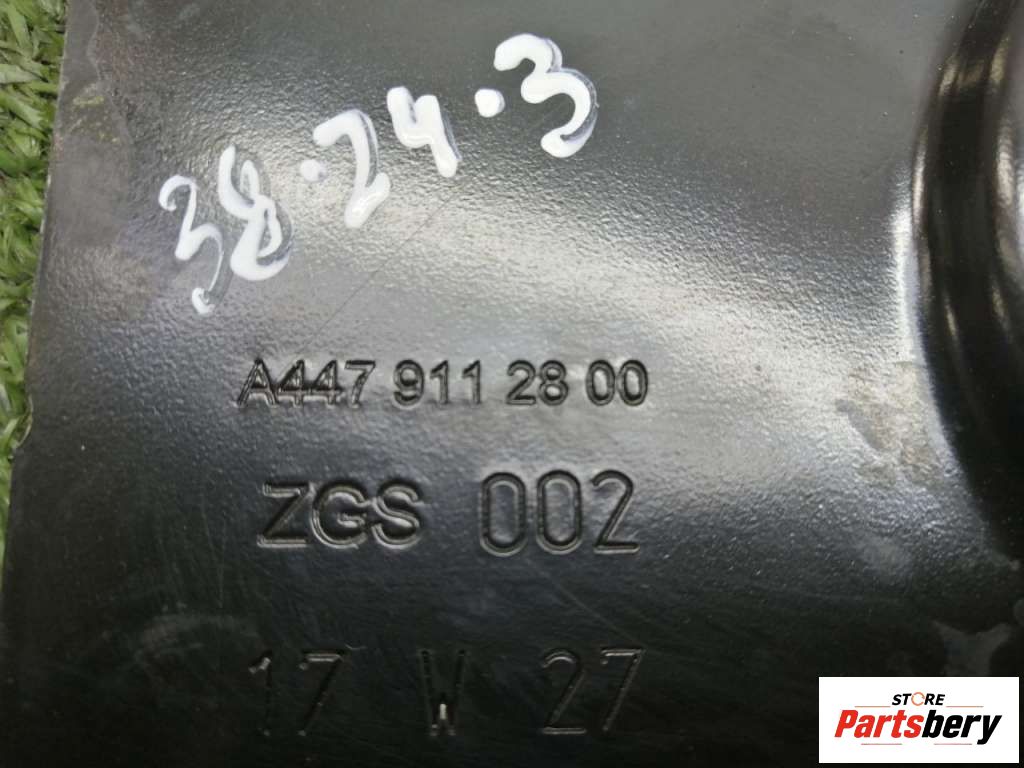 38.24.3
A447 911 28 00
ZGS 002
17 W 27
STORE
Partsbery